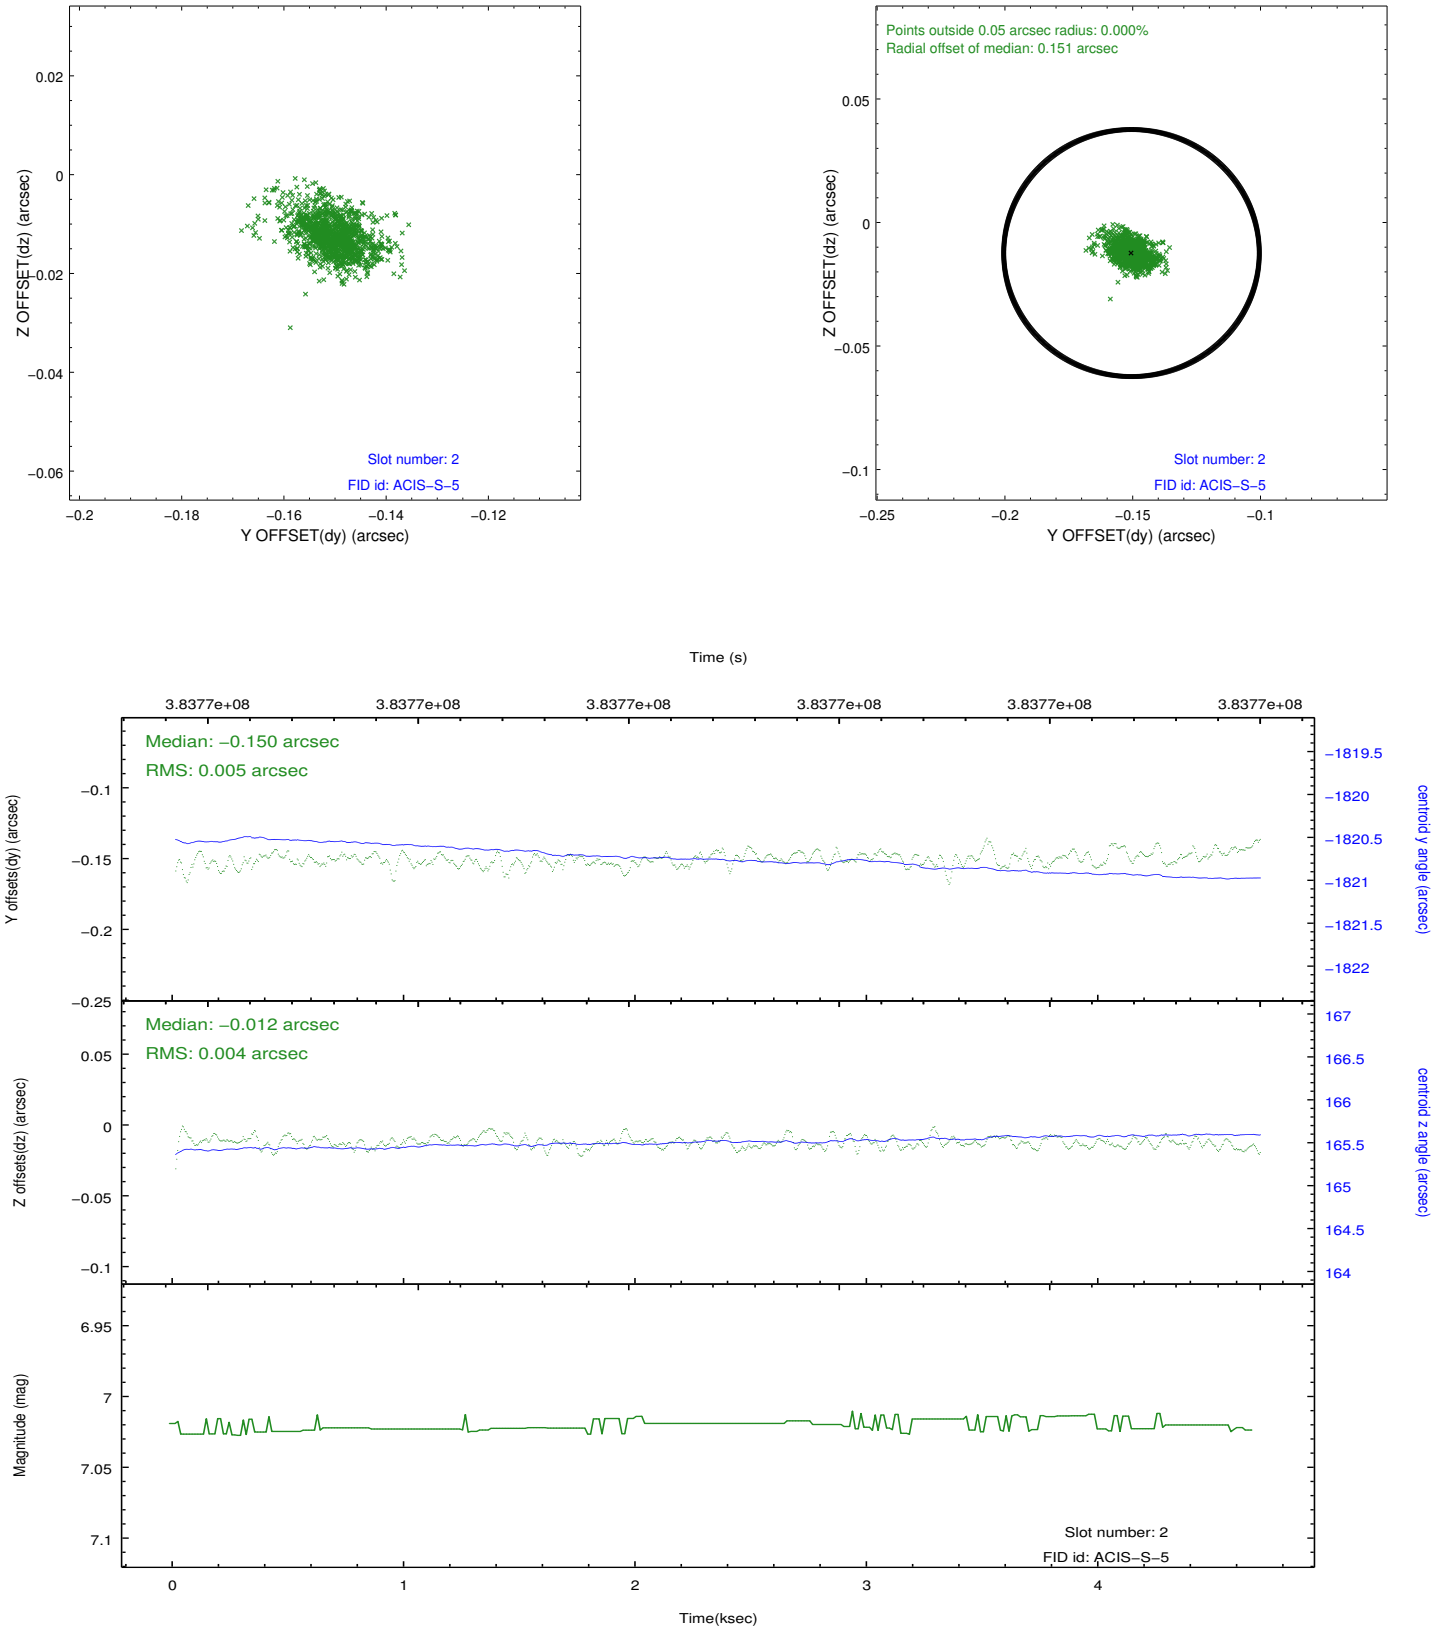 0.02
0
−0.02
−0.04
−0.06
Z OFFSET(dz) (arcsec)
Slot number: 2
FID id: ACIS−S−5
−0.2
−0.18
−0.16
−0.14
−0.12
Y OFFSET(dy) (arcsec)
Points outside 0.05 arcsec radius: 0.000%
Radial offset of median: 0.151 arcsec
0.05
0
−0.05
−0.1
Z OFFSET(dz) (arcsec)
Slot number: 2
FID id: ACIS−S−5
−0.25
−0.2
−0.15
−0.1
Y OFFSET(dy) (arcsec)
Time (s)
3.8377e+08
3.8377e+08
3.8377e+08
3.8377e+08
3.8377e+08
3.8377e+08
Median: −0.150 arcsec
RMS: 0.005 arcsec
−0.1
−0.15
−0.2
−0.25
Y offsets(dy) (arcsec)
−1819.5
−1820
−1820.5
−1821
−1821.5
−1822
centroid y angle (arcsec)
Median: −0.012 arcsec
RMS: 0.004 arcsec
0.05
0
−0.05
−0.1
Z offsets(dz) (arcsec)
167
166.5
166
165.5
165
164.5
164
centroid z angle (arcsec)
6.95
7
7.05
7.1
Magnitude (mag)
Slot number: 2
FID id: ACIS−S−5
0
1
2
3
4
Time(ksec)